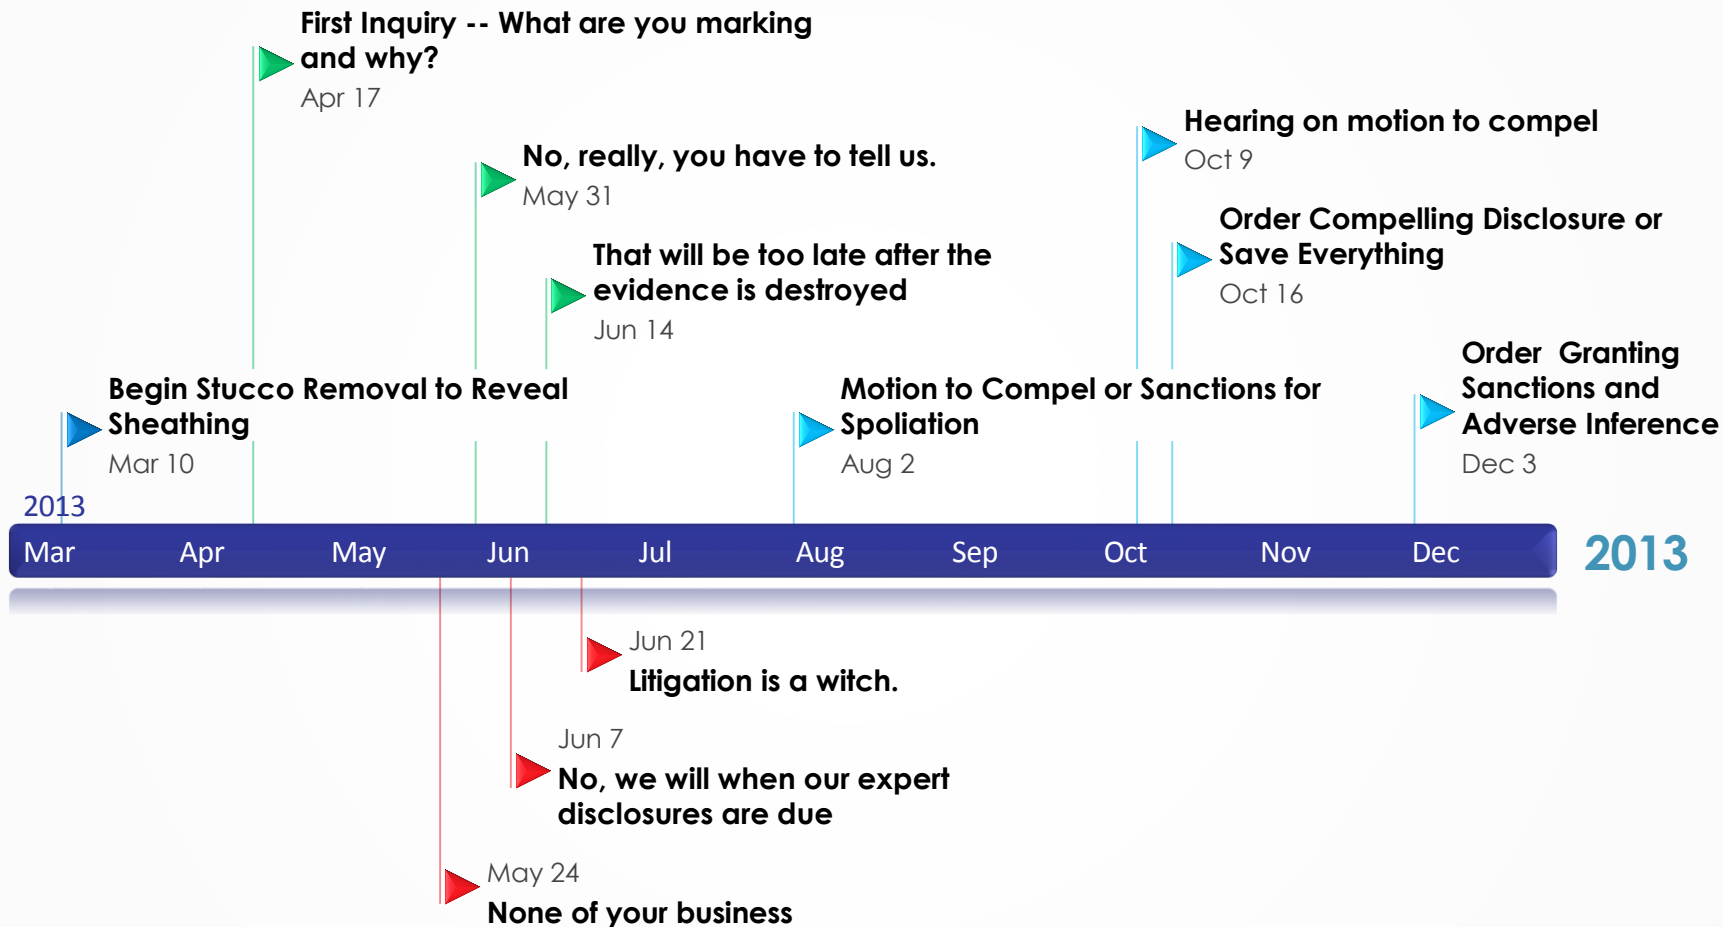 First Inquiry -- What are you marking
and why?
Apr 17
No, really, you have to tell us.
May 31
That will be too late after the
evidence is destroyed
Jun 14
Hearing on motion to compel
Oct 9
Order Compelling Disclosure or
Save Everything
Oct 16
Begin Stucco Removal to Reveal
Sheathing
Mar 10
Motion to Compel or Sanctions for
Spoliation
Aug 2
Order  Granting
Sanctions and
Adverse Inference
Dec 3
2013
Mar Apr May Jun Jul Aug Sep Oct Nov Dec 2013
Jun 21
Litigation is a witch.
Jun 7
No, we will when our expert
disclosures are due
May 24
None of your business